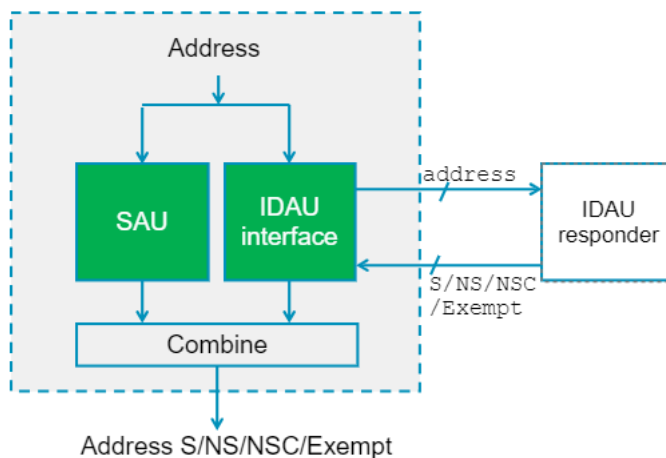 Address
SAU
IDAU
interface
address
IDAU
responder
S/NS/NSC
/Exempt
Combine
Address S/NS/NSC/Exempt